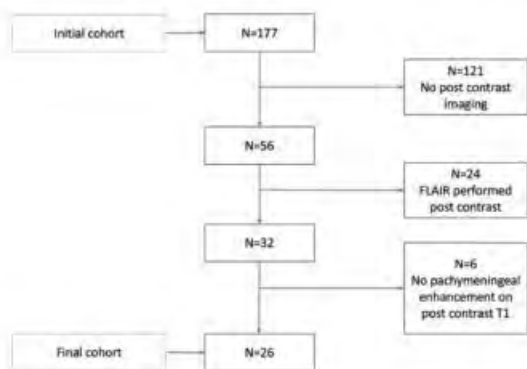 Initial cohort
N=177
N=121
No post contrast
imaging
N=56
N=24
FLAIR performed
post contrast
N=32
N=6
No pachymeningeal
enhancement on
post contrast T1
Final cohort
N=26